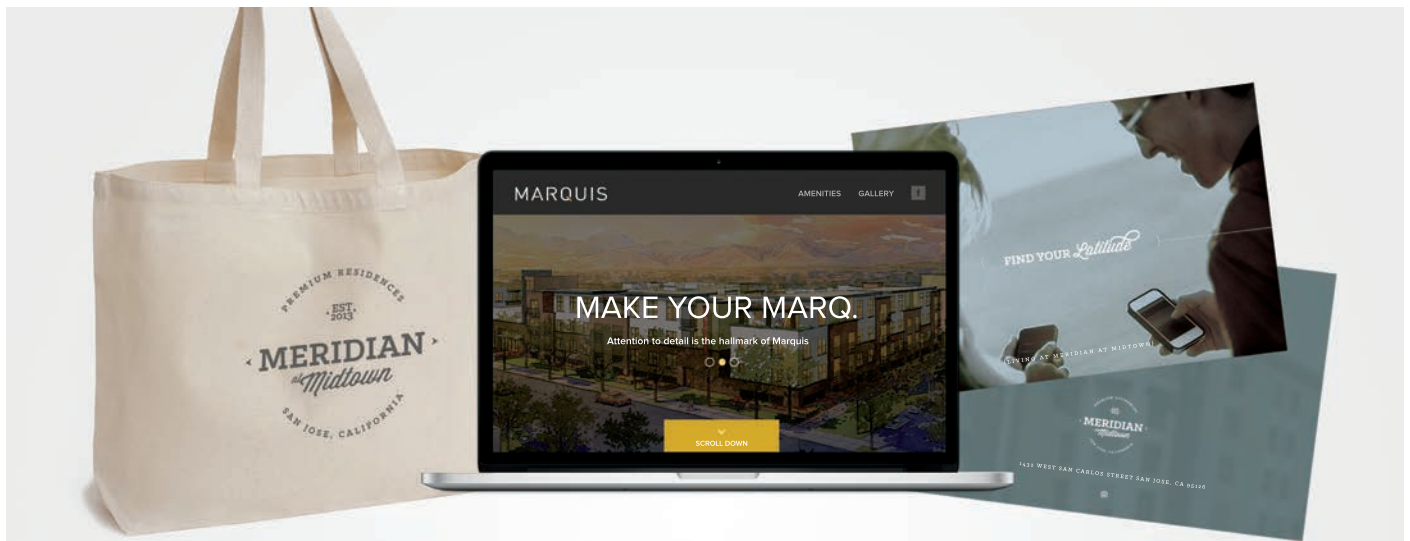 PREMIUM RESIDENCES
EST.
2013
MERIDIAN
at Midtown
SAN JOSE, CALIFORNIA
MARQUIS
AMENITIES GALLERY f
MAKE YOUR MARQ.
Attention to detail is the hallmark of Marquis
SCROLL DOWN
FIND YOUR Latitude
LIVING AT MERIDIAN AT MIDTOWN
MERIDIAN
at Midtown
1432 WEST SAN CARLOS STREET SAN JOSE, CA 95126